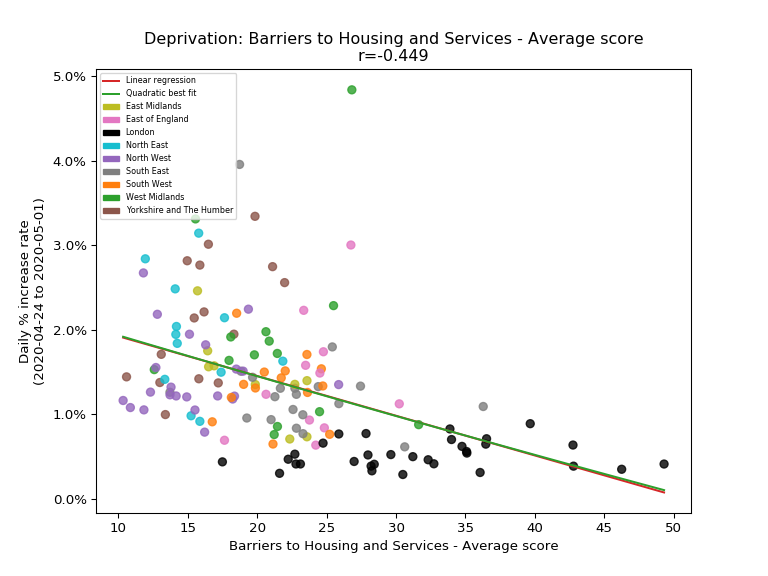 Deprivation: Barriers to Housing and Services - Average score
r=-0.449
5.0%
4.0%
3.0%
2.0%
1.0%
0.0%
Daily % increase rate
(2020-04-24 to 2020-05-01)
Linear regression
Quadratic best fit
East Midlands
East of England
London
North East
North West
South East
South West
West Midlands
Yorkshire and The Humber
10 15 20 25 30 35 40 45 50
Barriers to Housing and Services - Average score